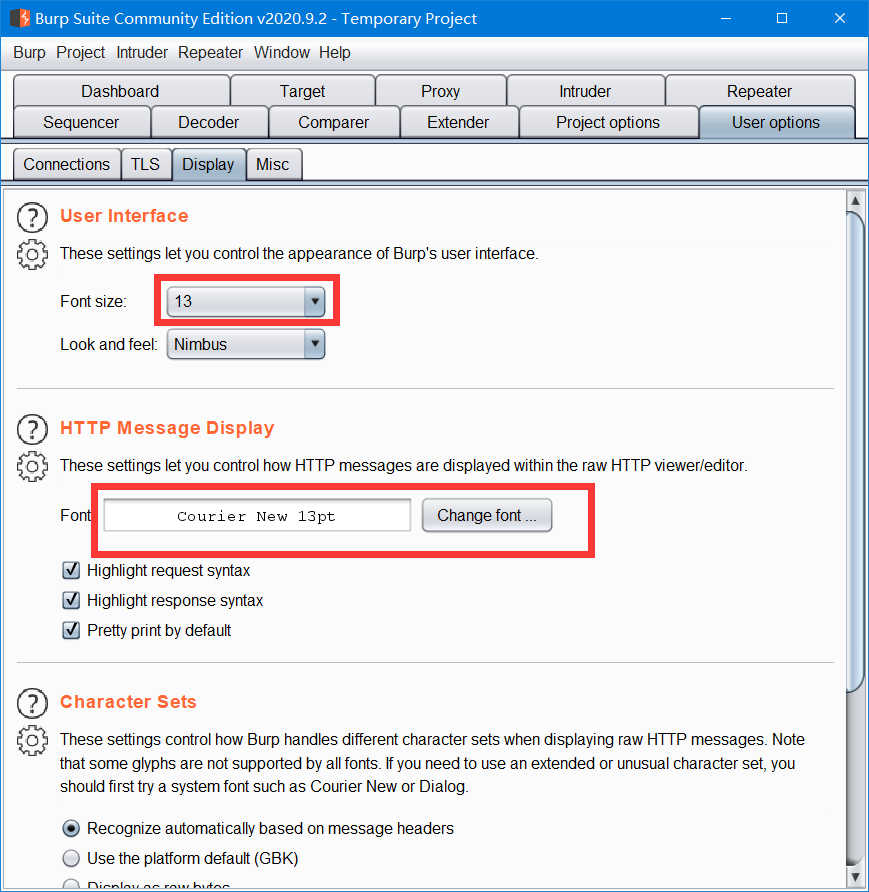 Burp Suite Community Edition v2020.9.2 - Temporary Project
Burp Project Intruder Repeater Window Help
Dashboard Target Proxy Intruder Repeater
Sequencer Decoder Comparer Extender Project options User options
Connections TLS Display Misc
? User Interface
These settings let you control the appearance of Burp's user interface.
Font size: 13
Look and feel: Nimbus
? HTTP Message Display
These settings let you control how HTTP messages are displayed within the raw HTTP viewer/editor.
Font Courier New 13pt Change font ...
Highlight request syntax
Highlight response syntax
Pretty print by default
? Character Sets
These settings control how Burp handles different character sets when displaying raw HTTP messages. Note
that some glyphs are not supported by all fonts. If you need to use an extended or unusual character set, you
should first try a system font such as Courier New or Dialog.
Recognize automatically based on message headers
Use the platform default (GBK)
Display as raw bytes